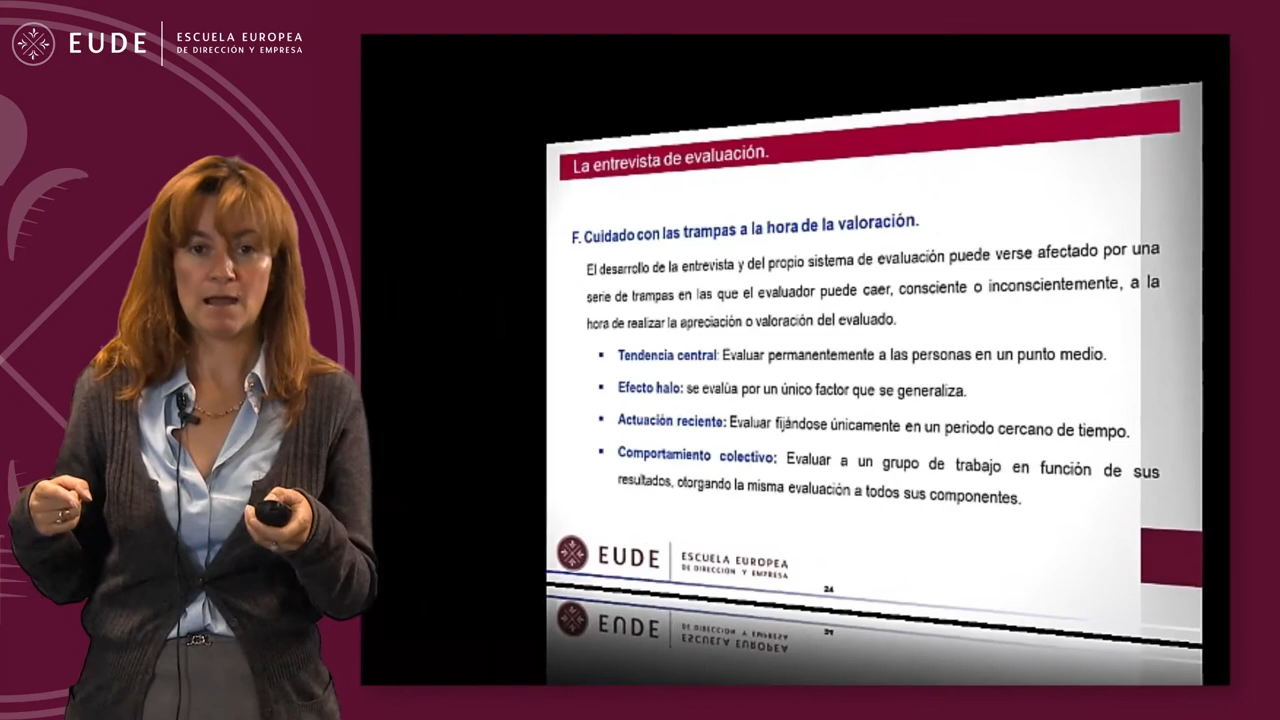 EUDE
ESCUELA EUROPEA
DE DIRECCIÓN Y EMPRESA
La entrevista de evaluación.
F. Cuidado con las trampas a la hora de la valoración.
El desarrollo de la entrevista y del propio sistema de evaluación puede verse afectado por una
serie de trampas en las que el evaluador puede caer, consciente o inconscientemente, a la
hora de realizar la apreciación o valoración del evaluado.
▪ Tendencia central: Evaluar permanentemente a las personas en un punto medio.
▪ Efecto halo: se evalúa por un único factor que se generaliza.
▪ Actuación reciente: Evaluar fijándose únicamente en un periodo cercano de tiempo.
▪ Comportamiento colectivo: Evaluar a un grupo de trabajo en función de sus
resultados, otorgando la misma evaluación a todos sus componentes.
EUDE
ESCUELA EUROPEA
DE DIRECCION Y EMPRESA
24